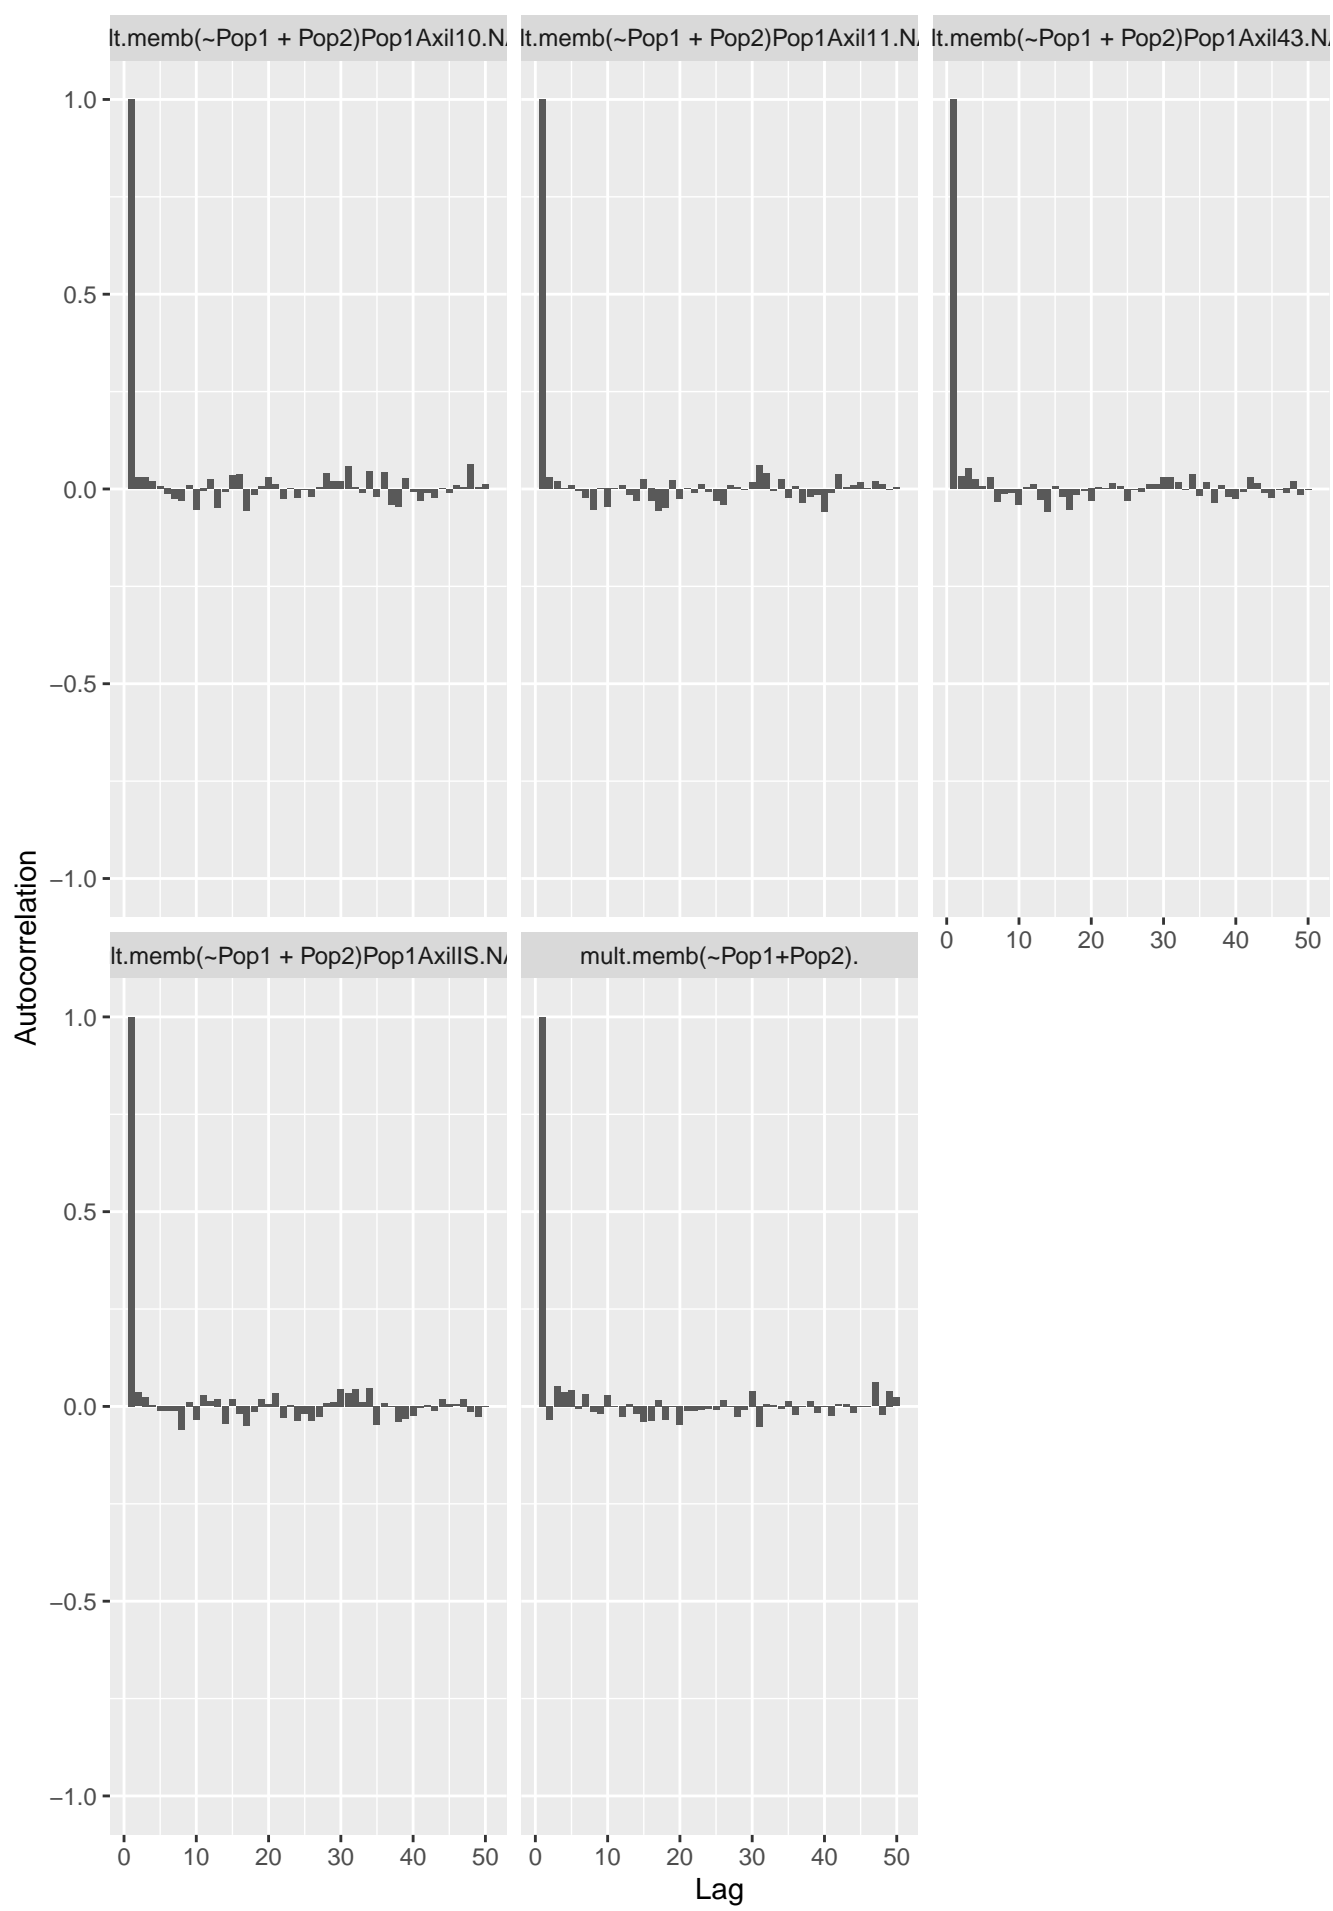 lt.memb(~Pop1 + Pop2)Pop1Axil10.N
lt.memb(~Pop1 + Pop2)Pop1Axil11.N
lt.memb(~Pop1 + Pop2)Pop1Axil43.N
1.0
0.5
0.0
−0.5
−1.0
0 10 20 30 40 50
lt.memb(~Pop1 + Pop2)Pop1AxilIS.N
mult.memb(~Pop1+Pop2).
1.0
0.5
0.0
−0.5
−1.0
0 10 20 30 40 50
0 10 20 30 40 50
Autocorrelation
Lag